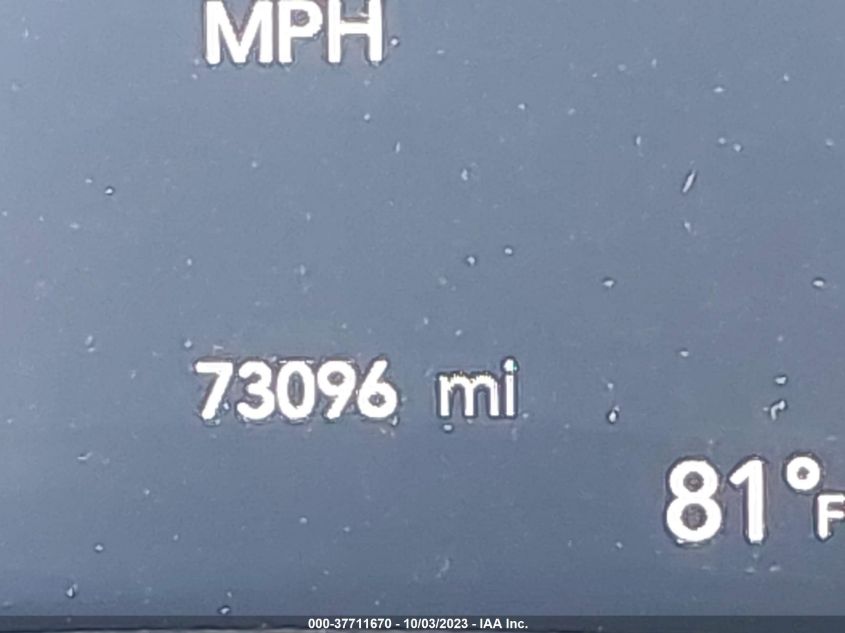 MPH
73096 mi
81°F
000-37711670 - 10/03/2023 - IAA Inc.